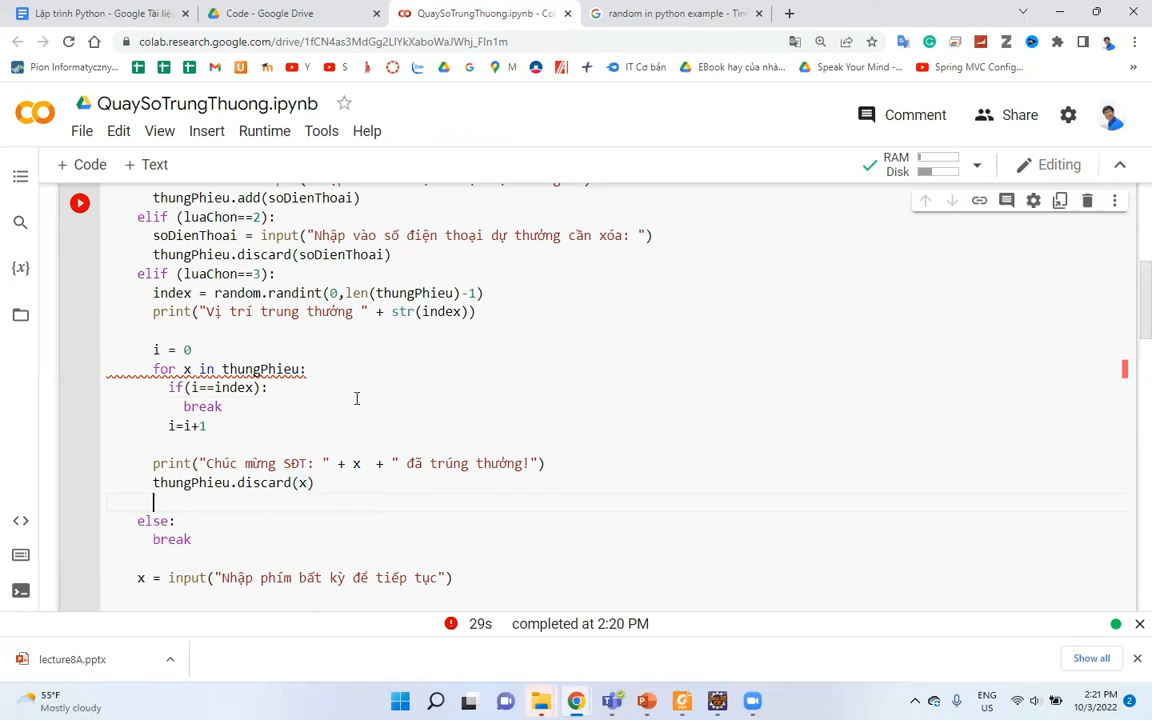 Lập trình Python - Google Tài liệu
Code - Google Drive
QuaySoTrungThuong.ipynb - Col
random in python example - Tìm
colab.research.google.com/drive/1fCN4as3MdGg2LlYkXaboWaJWhj_FIn1m
Pion Informatyczny...
M
Y
S
M
IT Cơ bản
EBook hay của nhà...
Speak Your Mind -...
Spring MVC Config...
»
QuaySoTrungThuong.ipynb
Comment
Share
File Edit View Insert Runtime Tools Help
+ Code + Text
RAM
Disk
Editing
thungPhieu.add(soDienThoai)
elif (luaChon==2):
soDienThoai = input("Nhập vào số điện thoại dự thưởng cần xóa: ")
thungPhieu.discard(soDienThoai)
elif (luaChon==3):
index = random.randint(0,len(thungPhieu)-1)
print("Vị trí trung thưởng " + str(index))
i = 0
for x in thungPhieu:
if(i==index):
break
i=i+1
print("Chúc mừng SĐT: " + x + " đã trúng thưởng!")
thungPhieu.discard(x)
else:
break
x = input("Nhập phím bất kỳ để tiếp tục")
29s completed at 2:20 PM
lecture8A.pptx
Show all
55°F
Mostly cloudy
ENG
US
2:21 PM
10/3/2022
2